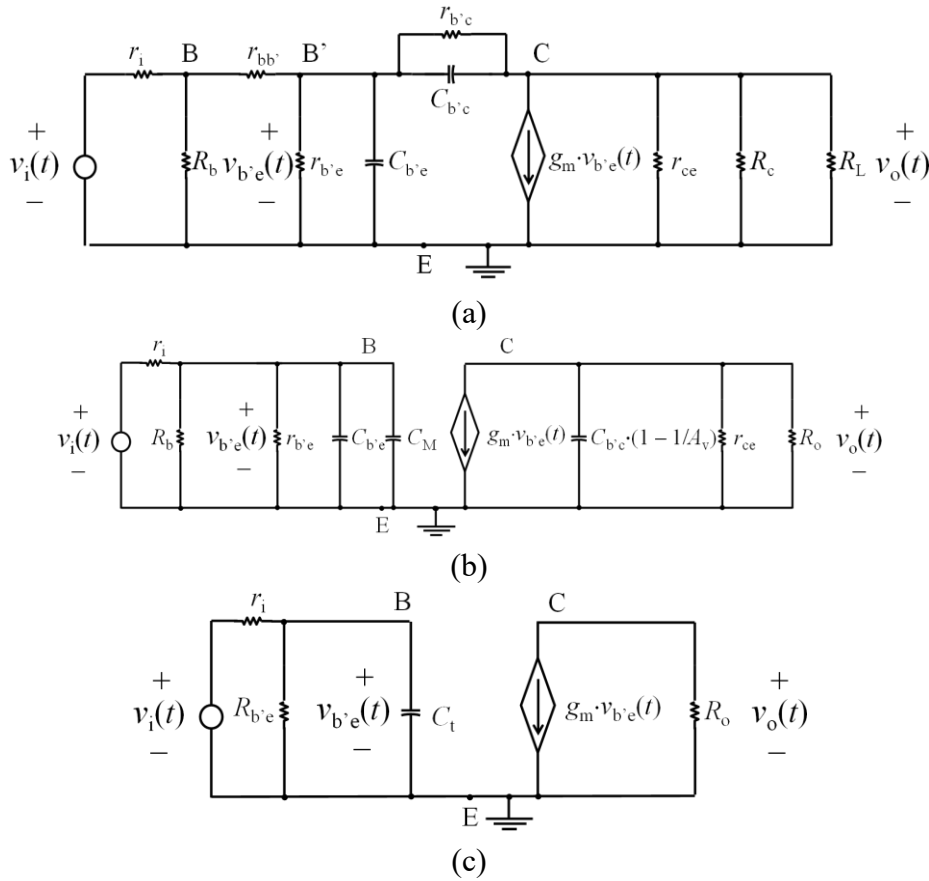 r_b'c
r_i B r_bb' B' C
C_b'c
+ + +
v_i(t) R_b v_b'e(t) r_b'e C_b'e g_m·v_b'e(t) r_ce R_c R_L v_o(t)
− − −
E
(a)
r_i B C
+ + +
v_i(t) R_b v_b'e(t) r_b'e C_b'e C_M g_m·v_b'e(t) C_b'c·(1 − 1/A_v) r_ce R_o v_o(t)
− − −
E
(b)
r_i B C
+ + +
v_i(t) R_b'e v_b'e(t) C_t g_m·v_b'e(t) R_o v_o(t)
− − −
E
(c)